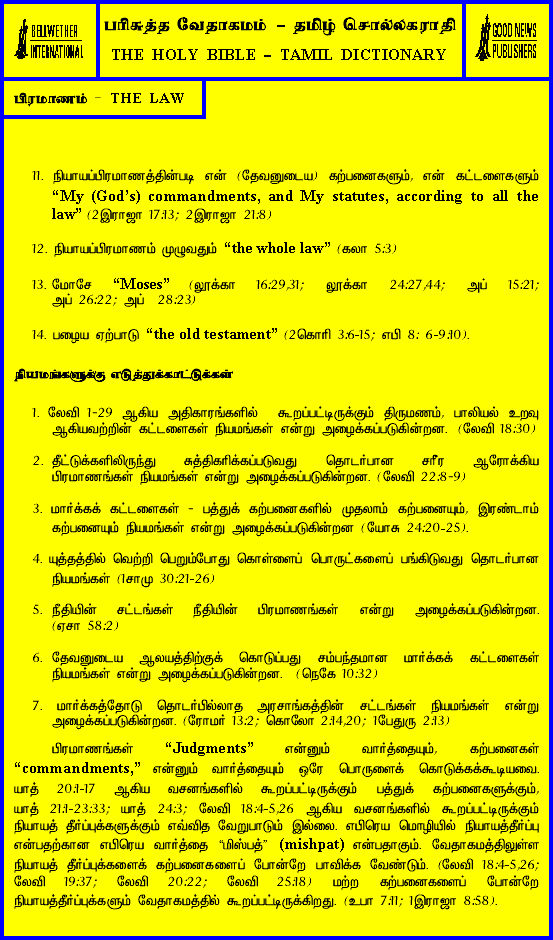 BELLWETHER
INTERNATIONAL
பரிசுத்த வேதாகமம் – தமிழ் சொல்லகராதி
THE HOLY BIBLE – TAMIL DICTIONARY
GOOD NEWS
PUBLISHERS
பிரமாணம் - THE LAW
11. நியாயப்பிரமாணத்தின்படி என் (தேவனுடைய) கற்பனைகளும், என் கட்டளைகளும்
“My (God’s) commandments, and My statutes, according to all the
law” (2இராஜா 17:13; 2இராஜா 21:8)
12. நியாயப்பிரமாணம் முழுவதும் “the whole law” (கலா 5:3)
13. மோசே “Moses” (லூக்கா 16:29,31; லூக்கா 24:27,44; அப் 15:21;
அப் 26:22; அப் 28:23)
14. பழைய ஏற்பாடு “the old testament” (2கொரி 3:6-15; எபி 8: 6-9:10).
நியமங்களுக்கு எடுத்துக்காட்டுக்கள்
1. லேவி 1-29 ஆகிய அதிகாரங்களில் கூறப்பட்டிருக்கும் திருமணம், பாலியல் உறவு
ஆகியவற்றின் கட்டளைகள் நியமங்கள் என்று அழைக்கப்படுகின்றன. (லேவி 18:30)
2. தீட்டுக்களிலிருந்து சுத்திகரிக்கப்படுவது தொடர்பான சரீர ஆரோக்கிய
பிரமாணங்கள் நியமங்கள் என்று அழைக்கப்படுகின்றன. (லேவி 22:8-9)
3. மார்க்கக் கட்டளைகள் - பத்துக் கற்பனைகளில் முதலாம் கற்பனையும், இரண்டாம்
கற்பனையும் நியமங்கள் என்று அழைக்கப்படுகின்றன (யோசு 24:20-25).
4. யுத்தத்தில் வெற்றி பெறும்போது கொள்ளைப் பொருட்களைப் பங்கிடுவது தொடர்பான
நியமங்கள் (1சாமு 30:21-26)
5. நீதியின் சட்டங்கள் நீதியின் பிரமாணங்கள் என்று அழைக்கப்படுகின்றன.
(ஏசா 58:2)
6. தேவனுடைய ஆலயத்திற்குக் கொடுப்பது சம்பந்தமான மார்க்கக் கட்டளைகள்
நியமங்கள் என்று அழைக்கப்படுகின்றன. (நெகே 10:32)
7. மார்க்கத்தோடு தொடர்பில்லாத அரசாங்கத்தின் சட்டங்கள் நியமங்கள் என்று
அழைக்கப்படுகின்றன. (ரோமர் 13:2; கொலோ 2:14,20; 1பேதுரு 2:13)
பிரமாணங்கள் “Judgments” என்னும் வார்த்தையும், கற்பனைகள்
“commandments,” என்னும் வார்த்தையும் ஒரே பொருளைக் கொடுக்கக்கூடியவை.
யாத் 20:1-17 ஆகிய வசனங்களில் கூறப்பட்டிருக்கும் பத்துக் கற்பனைகளுக்கும்,
யாத் 21:1-23:33; யாத் 24:3; லேவி 18:4-5,26 ஆகிய வசனங்களில் கூறப்பட்டிருக்கும்
நியாயத் தீர்ப்புக்களுக்கும் எவ்வித வேறுபாடும் இல்லை. எபிரெய மொழியில் நியாயத்தீர்ப்பு
என்பதற்கான எபிரெய வார்த்தை “மிஸ்பத்” (mishpat) என்பதாகும். வேதாகமத்திலுள்ள
நியாயத் தீர்ப்புக்களைக் கற்பனைகளைப் போன்றே பாவிக்க வேண்டும். (லேவி 18:4-5,26;
லேவி 19:37; லேவி 20:22; லேவி 25:18) மற்ற கற்பனைகளைப் போன்றே
நியாயத்தீர்ப்புக்களும் வேதாகமத்தில் கூறப்பட்டிருக்கிறது. (உபா 7:11; 1இராஜா 8:58).